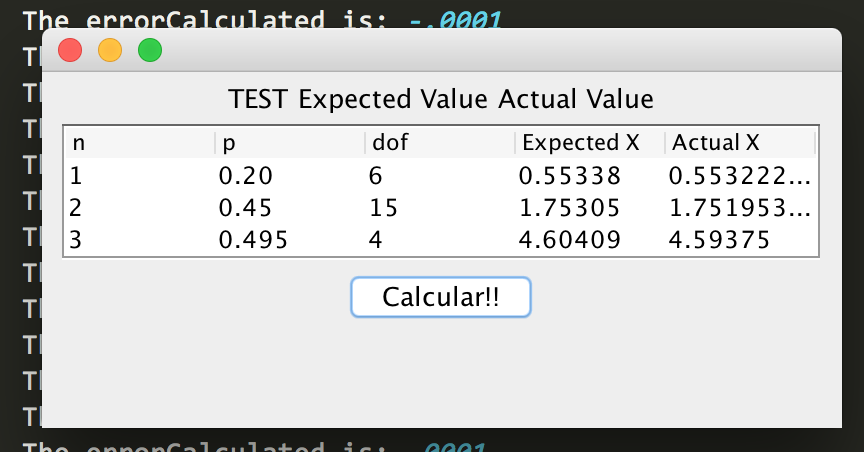 The errorCalculated is: -.0001
TEST Expected Value Actual Value
n p dof Expected X Actual X
1 0.20 6 0.55338 0.553222...
2 0.45 15 1.75305 1.751953...
3 0.495 4 4.60409 4.59375
Calcular!!
The errorCalculated is: .0001